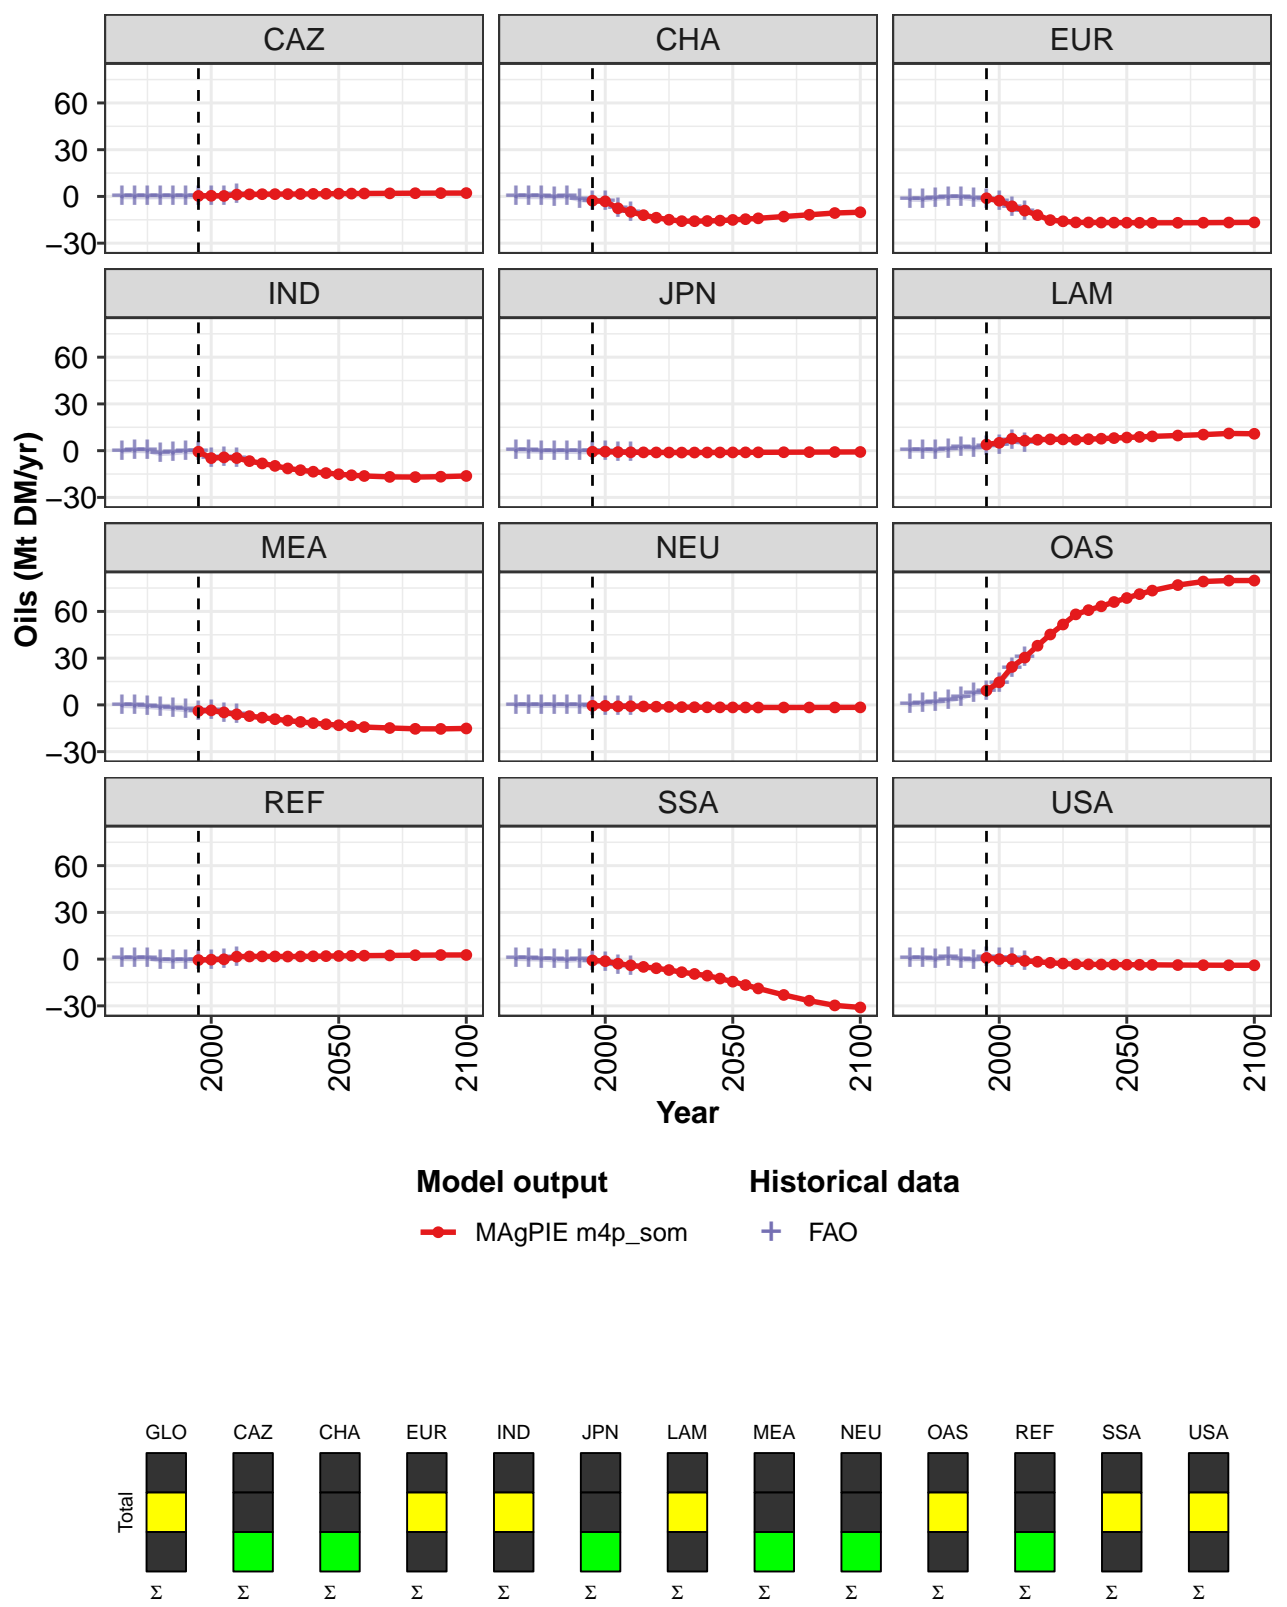 CAZ CHA EUR
60
30
0
−30
IND JPN LAM
60
30
0
−30
MEA NEU OAS
60
30
0
−30
REF SSA USA
60
30
0
−30
Oils (Mt DM/yr)
2000 2050 2100 2000 2050 2100 2000 2050 2100
Year
Model output Historical data
MAgPIE m4p_som FAO
GLO CAZ CHA EUR IND JPN LAM MEA NEU OAS REF SSA USA
Total
Σ Σ Σ Σ Σ Σ Σ Σ Σ Σ Σ Σ Σ